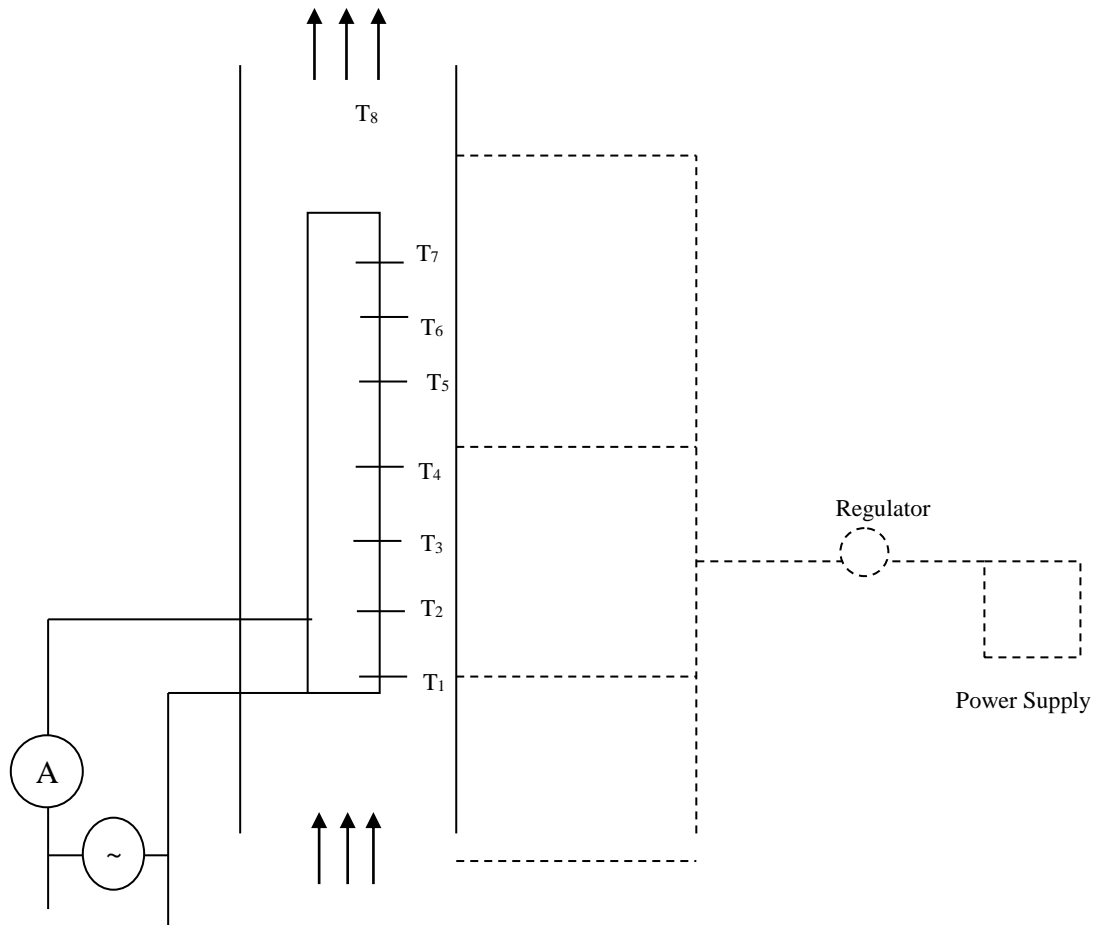 T₈
T₇
T₆
T₅
T₄
Regulator
T₃
T₂
T₁
Power Supply
A
~